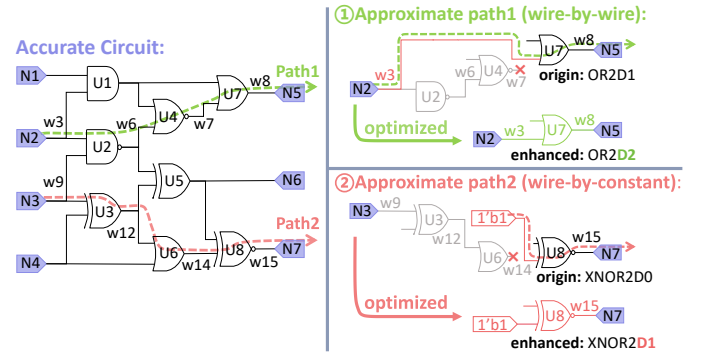 Accurate Circuit:
N1
U1
Path1
w8
w3
U4
U7
N5
N2
w6
w7
U2
w9
U5
N6
N3
U3
Path2
w12
U6
U8
N7
N4
w14
w15
①Approximate path1 (wire-by-wire):
w3
w6
U4
w7
U7
w8
N5
origin: OR2D1
N2
U2
optimized
N2
w3
U7
w8
N5
enhanced: OR2D2
②Approximate path2 (wire-by-constant):
N3
w9
U3
w12
U6
w14
1'b1
U8
w15
N7
origin: XNOR2D0
optimized
1'b1
U8
w15
N7
enhanced: XNOR2D1